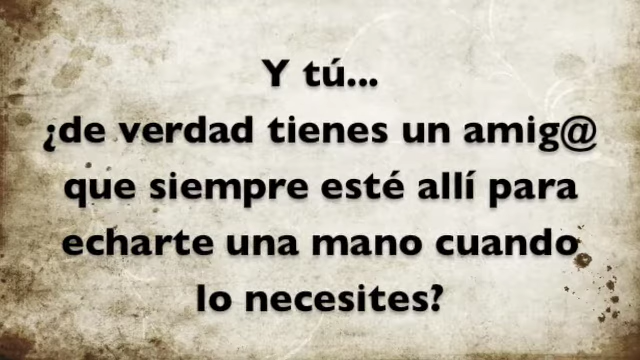 Y tú...
¿de verdad tienes un amig@
que siempre esté allí para
echarte una mano cuando
lo necesites?